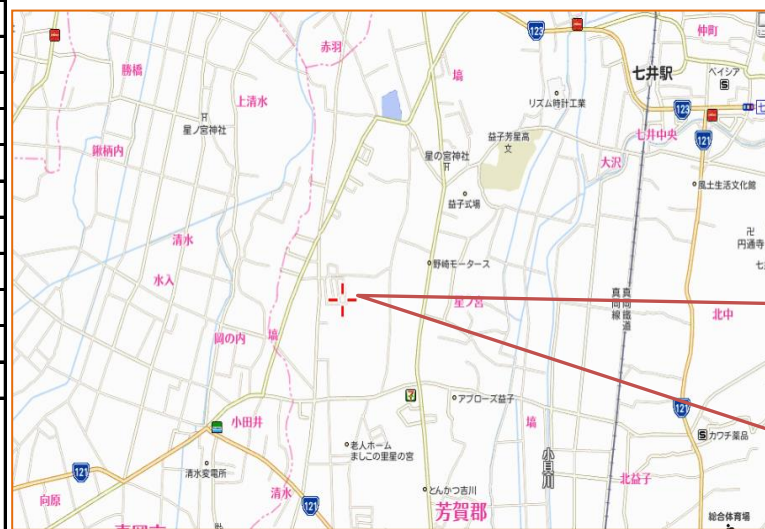 123
仲町
赤羽
勝橋
塙
七井駅
ベイシア
上清水
リズム時計工業
123
七
星ノ宮神社
益子芳星高
文
七井中央
121
鍬柄内
星の宮神社
大沢
風土生活文化館
益子式場
卍
円通寺
清水
野崎モータース
七
水入
星ノ宮
真岡鐵道
真岡線
北中
岡の内
塙
アプローズ益子
121
小田井
塙
カワチ薬品
老人ホーム
ましこの里星の宮
小貝川
121
清水変電所
清水
北益子
向原
121
とんかつ吉川
芳賀郡
総合体育場